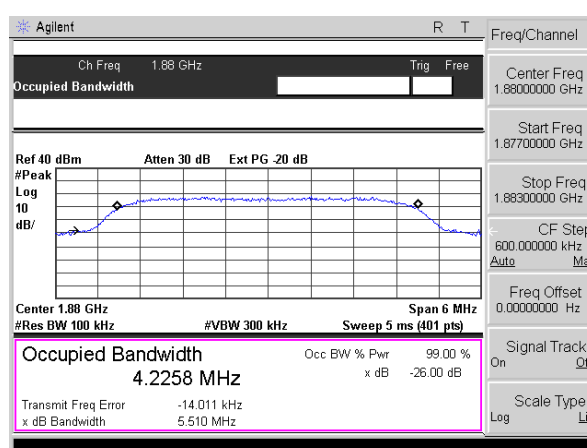 Agilent R T
Freq/Channel
Ch Freq 1.88 GHz Trig Free
Occupied Bandwidth
Center Freq
1.88000000 GHz
Start Freq
1.87700000 GHz
Stop Freq
1.88300000 GHz
CF Step
600.000000 kHz
Auto Ma
Freq Offset
0.00000000 Hz
Signal Track
On Of
Scale Type
Log Li
Ref 40 dBm Atten 30 dB Ext PG -20 dB
#Peak
Log
10
dB/
Center 1.88 GHz Span 6 MHz
#Res BW 100 kHz #VBW 300 kHz Sweep 5 ms (401 pts)
Occupied Bandwidth Occ BW % Pwr 99.00 %
4.2258 MHz x dB -26.00 dB
Transmit Freq Error -14.011 kHz
x dB Bandwidth 5.510 MHz